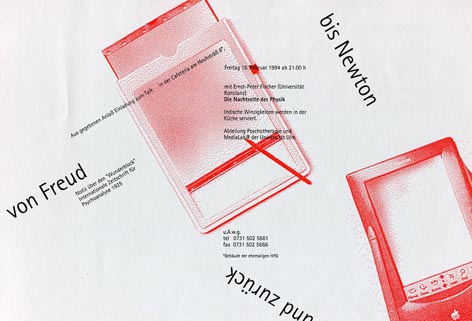 von Freud
bis Newton
und zurück
Aus gegebenen Anlaß Einladung zum Talk
in der Cafeteria am Hochsträß 8*,
Freitag 18. Februar 1994 ab 21.00 h
mit Ernst-Peter Fischer (Universität
Konstanz)
Die Nachtseite der Physik
Indische Winzigkeiten werden in der
Küche serviert.
Abteilung Psychotherapie und
MediaLab® der Universität Ulm
Notiz über den "Wunderblock"
Internationale Zeitschrift für
Psychoanalyse 1925
u.A.w.g.
tel 0731 502 5661
fax 0731 502 5666
*Gebäude der ehemaligen HfG